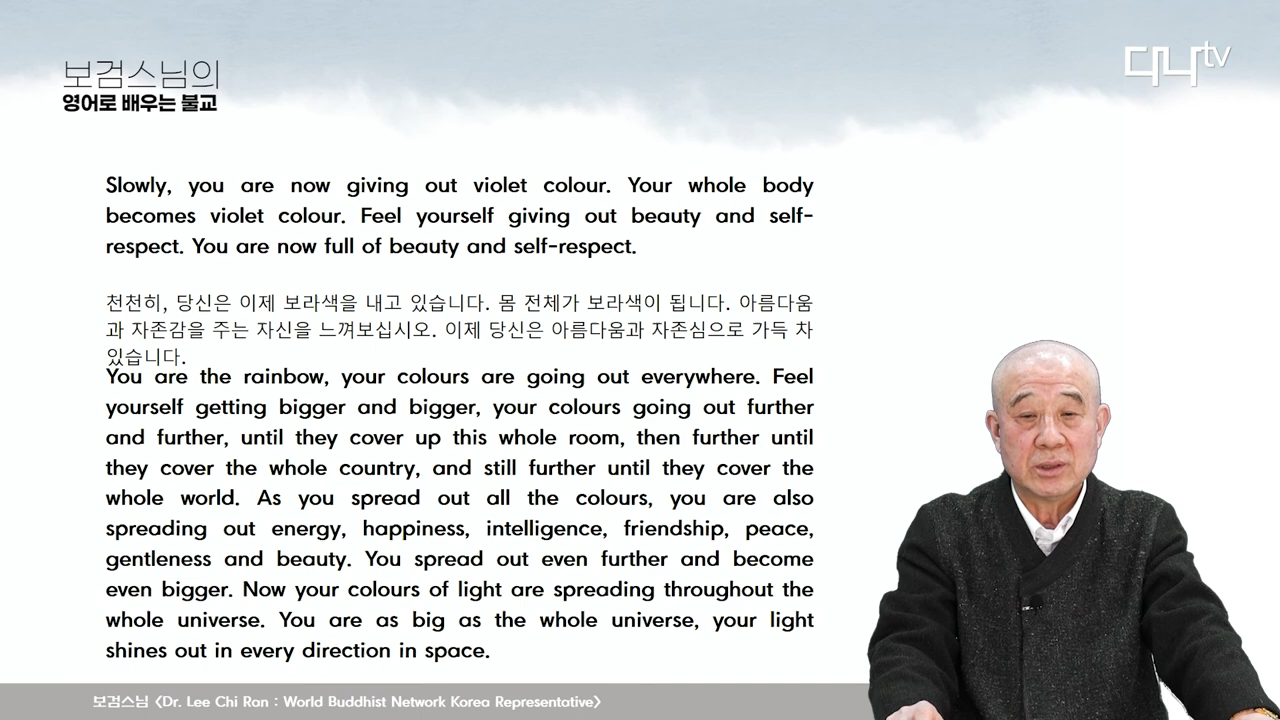 보검스님의
영어로 배우는 불교
디나tv
Slowly, you are now giving out violet colour. Your whole body
becomes violet colour. Feel yourself giving out beauty and self-
respect. You are now full of beauty and self-respect.
천천히, 당신은 이제 보라색을 내고 있습니다. 몸 전체가 보라색이 됩니다. 아름다움
과 자존감을 주는 자신을 느껴보십시오. 이제 당신은 아름다움과 자존심으로 가득 차
있습니다.
You are the rainbow, your colours are going out everywhere. Feel
yourself getting bigger and bigger, your colours going out further
and further, until they cover up this whole room, then further until
they cover the whole country, and still further until they cover the
whole world. As you spread out all the colours, you are also
spreading out energy, happiness, intelligence, friendship, peace,
gentleness and beauty. You spread out even further and become
even bigger. Now your colours of light are spreading throughout the
whole universe. You are as big as the whole universe, your light
shines out in every direction in space.
보검스님 <Dr. Lee Chi Ran : World Buddhist Network Korea Representative>